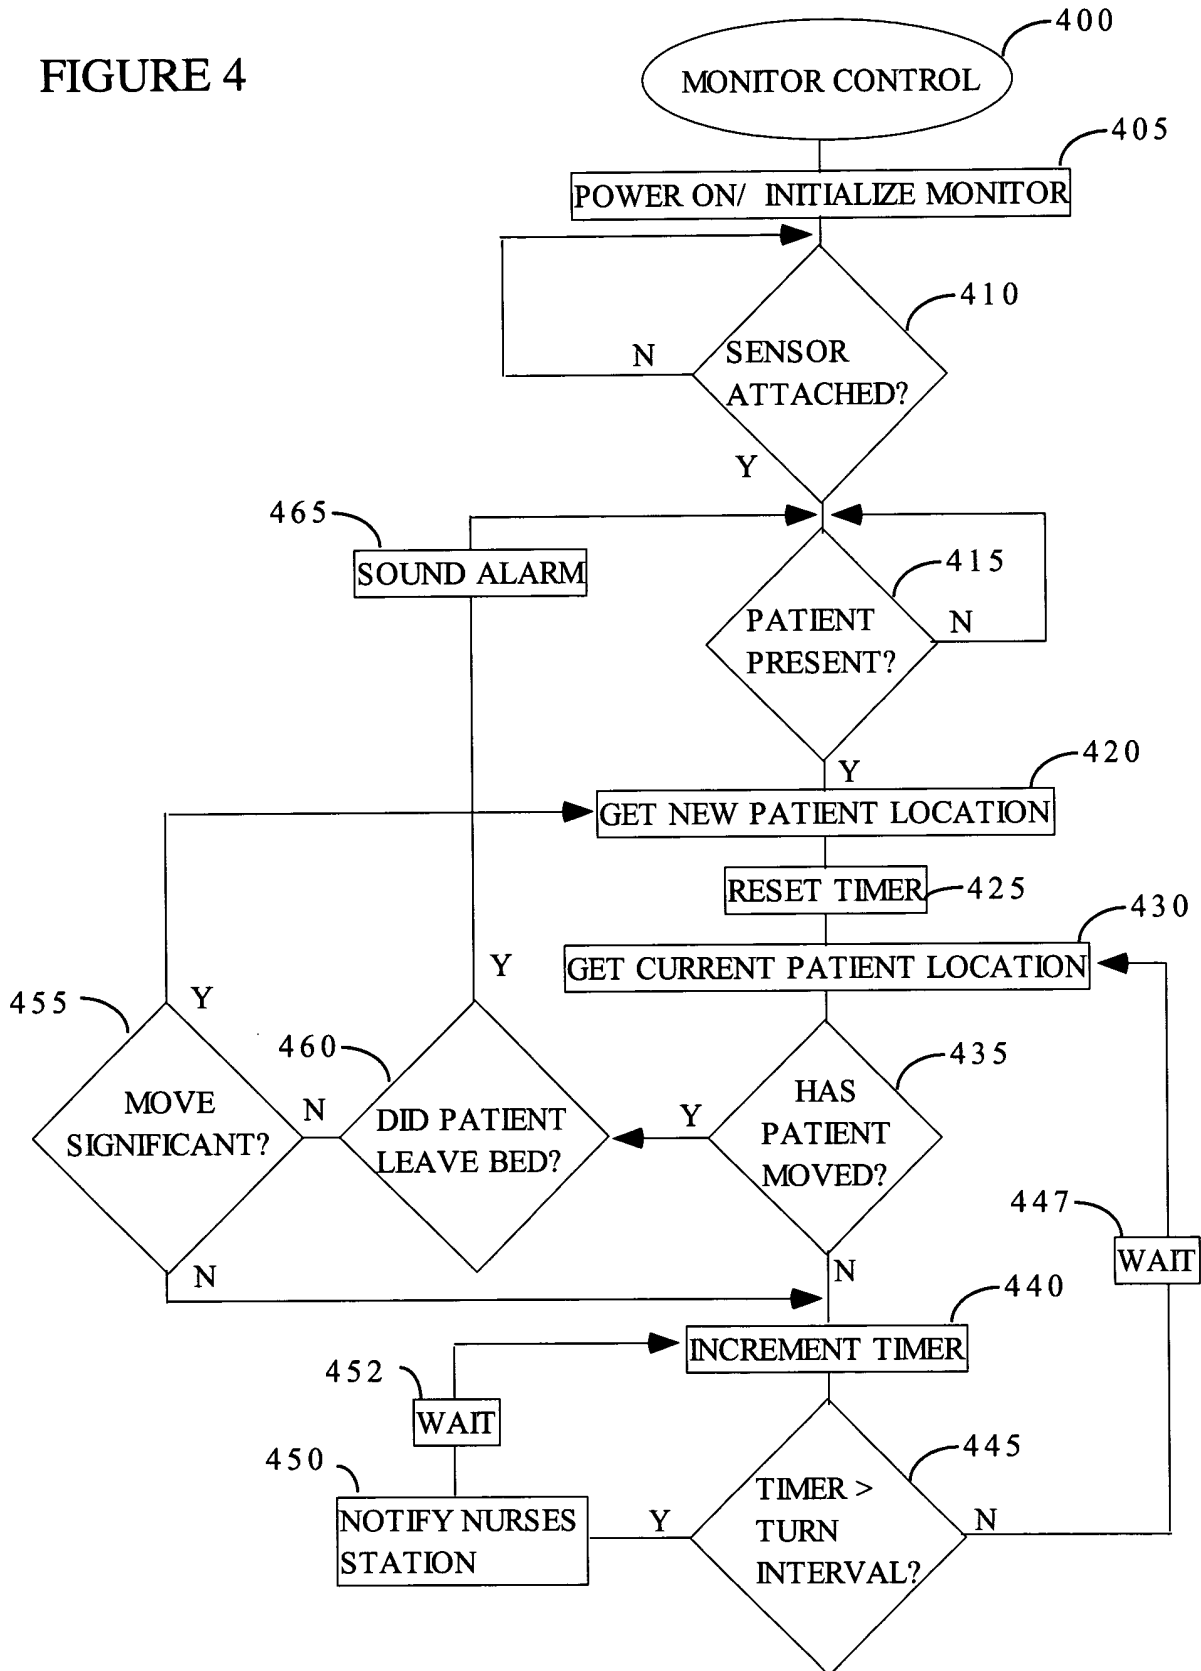 FIGURE 4
400
MONITOR CONTROL
405
POWER ON/ INITIALIZE MONITOR
410
SENSOR
ATTACHED?
N
Y
465
SOUND ALARM
415
PATIENT
PRESENT?
N
Y
420
GET NEW PATIENT LOCATION
RESET TIMER
425
430
GET CURRENT PATIENT LOCATION
455
Y
MOVE
SIGNIFICANT?
N
N
460
Y
DID PATIENT
LEAVE BED?
435
HAS
PATIENT
MOVED?
Y
N
447
WAIT
440
INCREMENT TIMER
452
WAIT
450
NOTIFY NURSES
STATION
Y
445
TIMER >
TURN
INTERVAL?
N